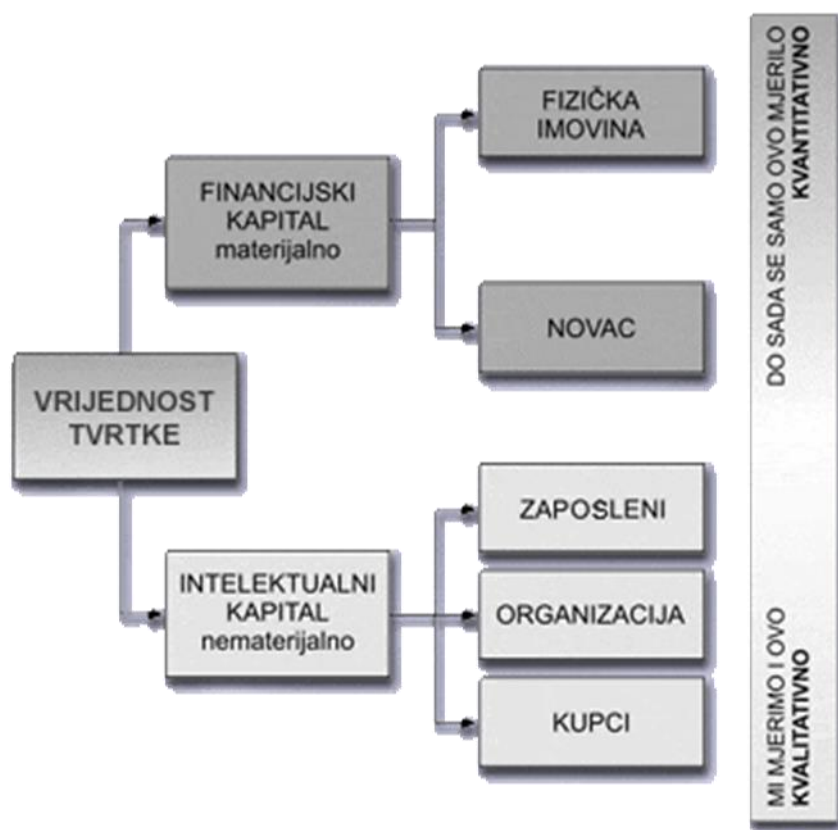 VRIJEDNOST
TVRTKE
FINANCIJSKI
KAPITAL
materijalno
FIZIČKA
IMOVINA
NOVAC
INTELEKTUALNI
KAPITAL
nematerijalno
ZAPOSLENI
ORGANIZACIJA
KUPCI
DO SADA SE SAMO OVO MJERILO
KVANTITATIVNO
MI MJERIMO I OVO
KVALITATIVNO